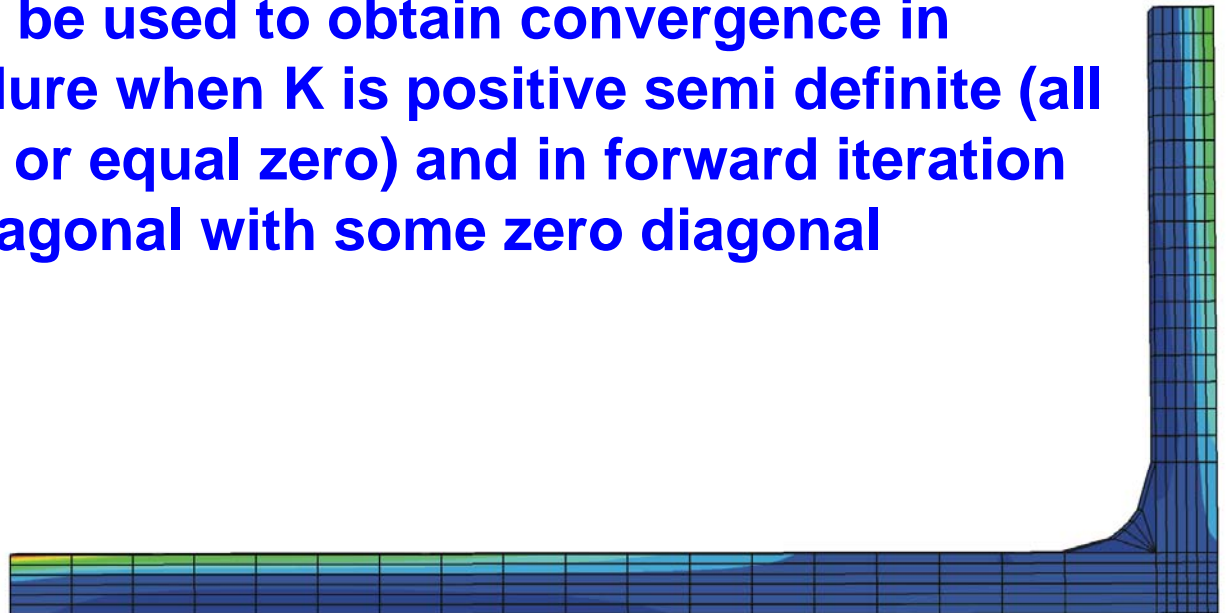 be used to obtain convergence in
dure when K is positive semi definite (all
or equal zero) and in forward iteration
agonal with some zero diagonal